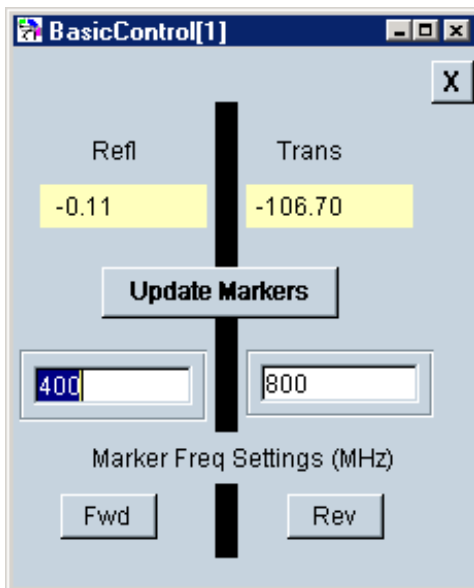 BasicControl[1]
X
Refl Trans
-0.11 -106.70
Update Markers
400 800
Marker Freq Settings (MHz)
Fwd Rev